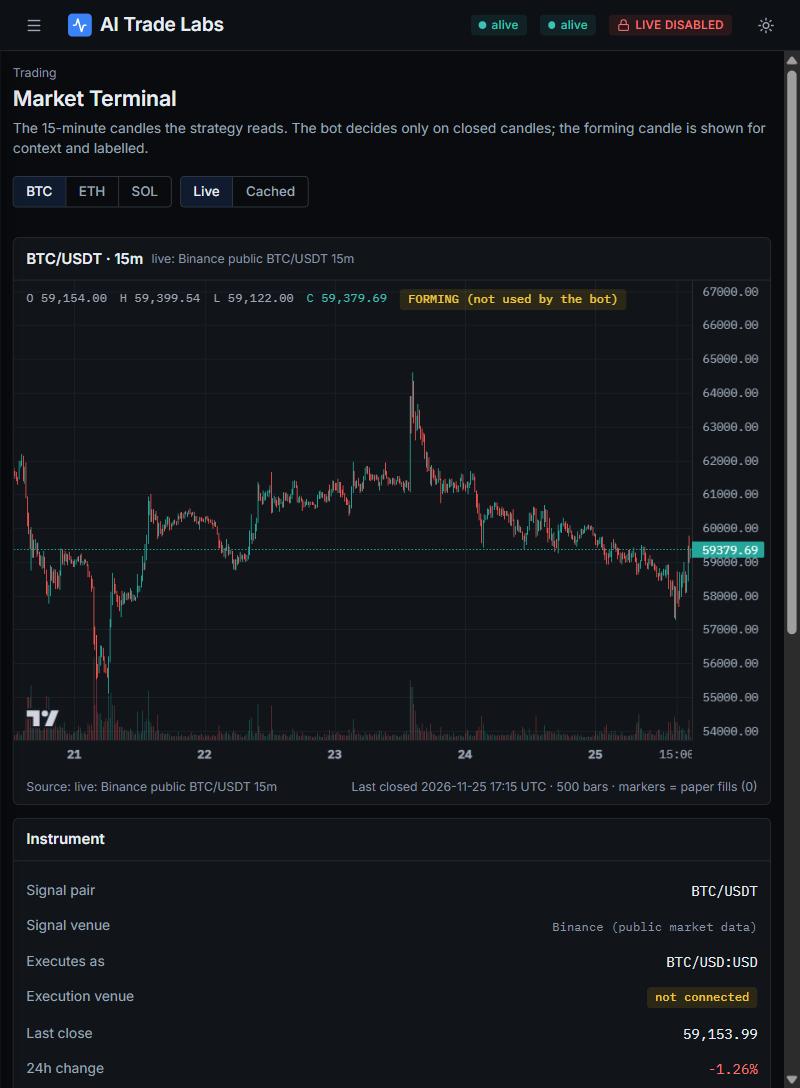 AI Trade Labs
alive
alive
LIVE DISABLED
Trading
Market Terminal
The 15-minute candles the strategy reads. The bot decides only on closed candles; the forming candle is shown for
context and labelled.
BTC
ETH
SOL
Live
Cached
BTC/USDT · 15m live: Binance public BTC/USDT 15m
O 59,154.00 H 59,399.54 L 59,122.00 C 59,379.69 FORMING (not used by the bot)
67000.00
66000.00
65000.00
64000.00
63000.00
62000.00
61000.00
60000.00
59379.69
59000.00
58000.00
57000.00
56000.00
55000.00
54000.00
21 22 23 24 25 15:00
Source: live: Binance public BTC/USDT 15m
Last closed 2026-11-25 17:15 UTC · 500 bars · markers = paper fills (0)
Instrument
Signal pair BTC/USDT
Signal venue Binance (public market data)
Executes as BTC/USD:USD
Execution venue not connected
Last close 59,153.99
24h change -1.26%